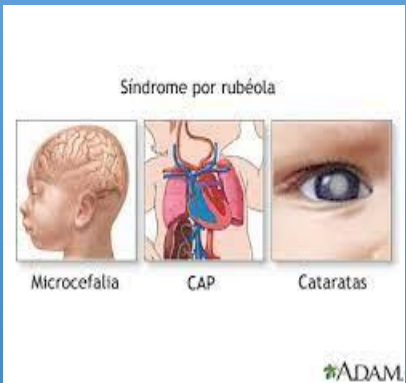 Síndrome por rubéola
Microcefalia
CAP
Cataratas
ADAM.